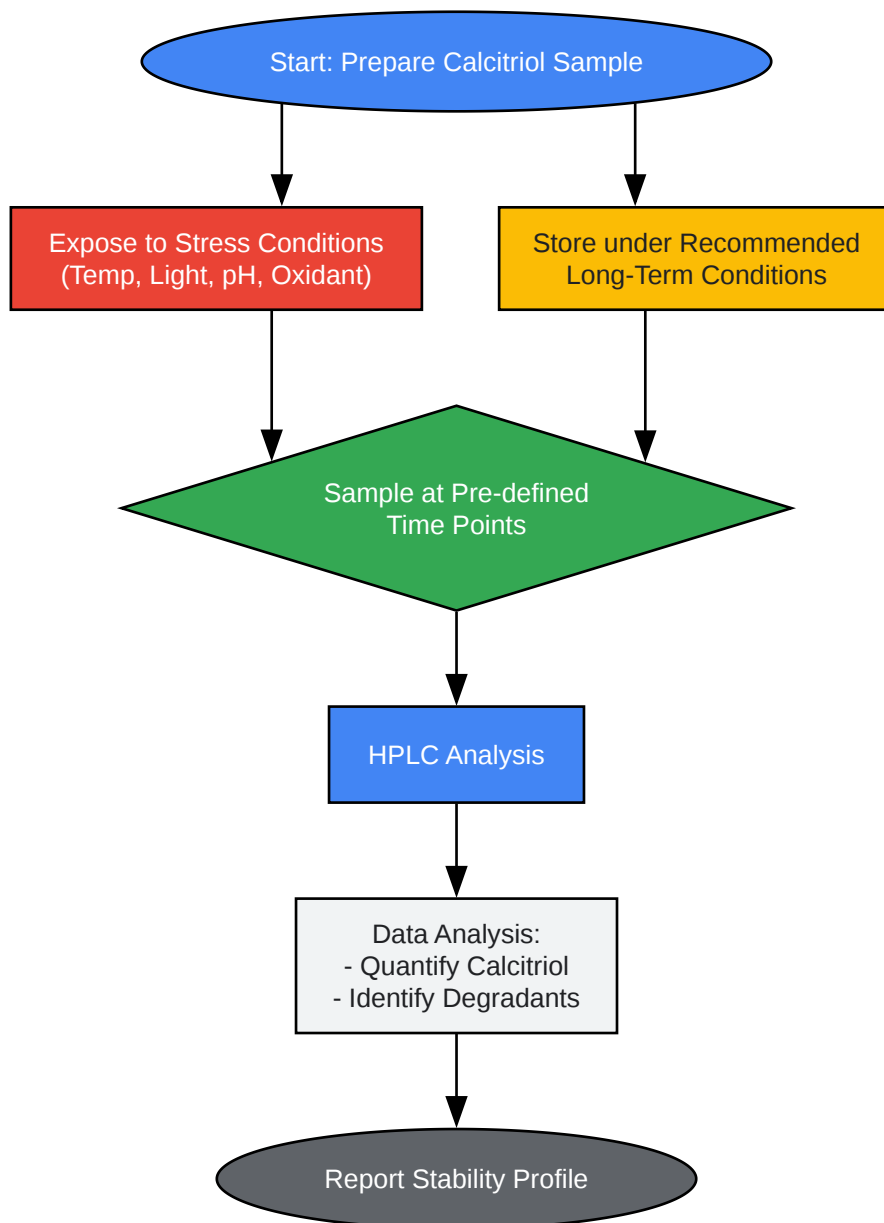 Start: Prepare Calcitriol Sample
Expose to Stress Conditions
(Temp, Light, pH, Oxidant)
Store under Recommended
Long-Term Conditions
Sample at Pre-defined
Time Points
HPLC Analysis
Data Analysis:
- Quantify Calcitriol
- Identify Degradants
Report Stability Profile